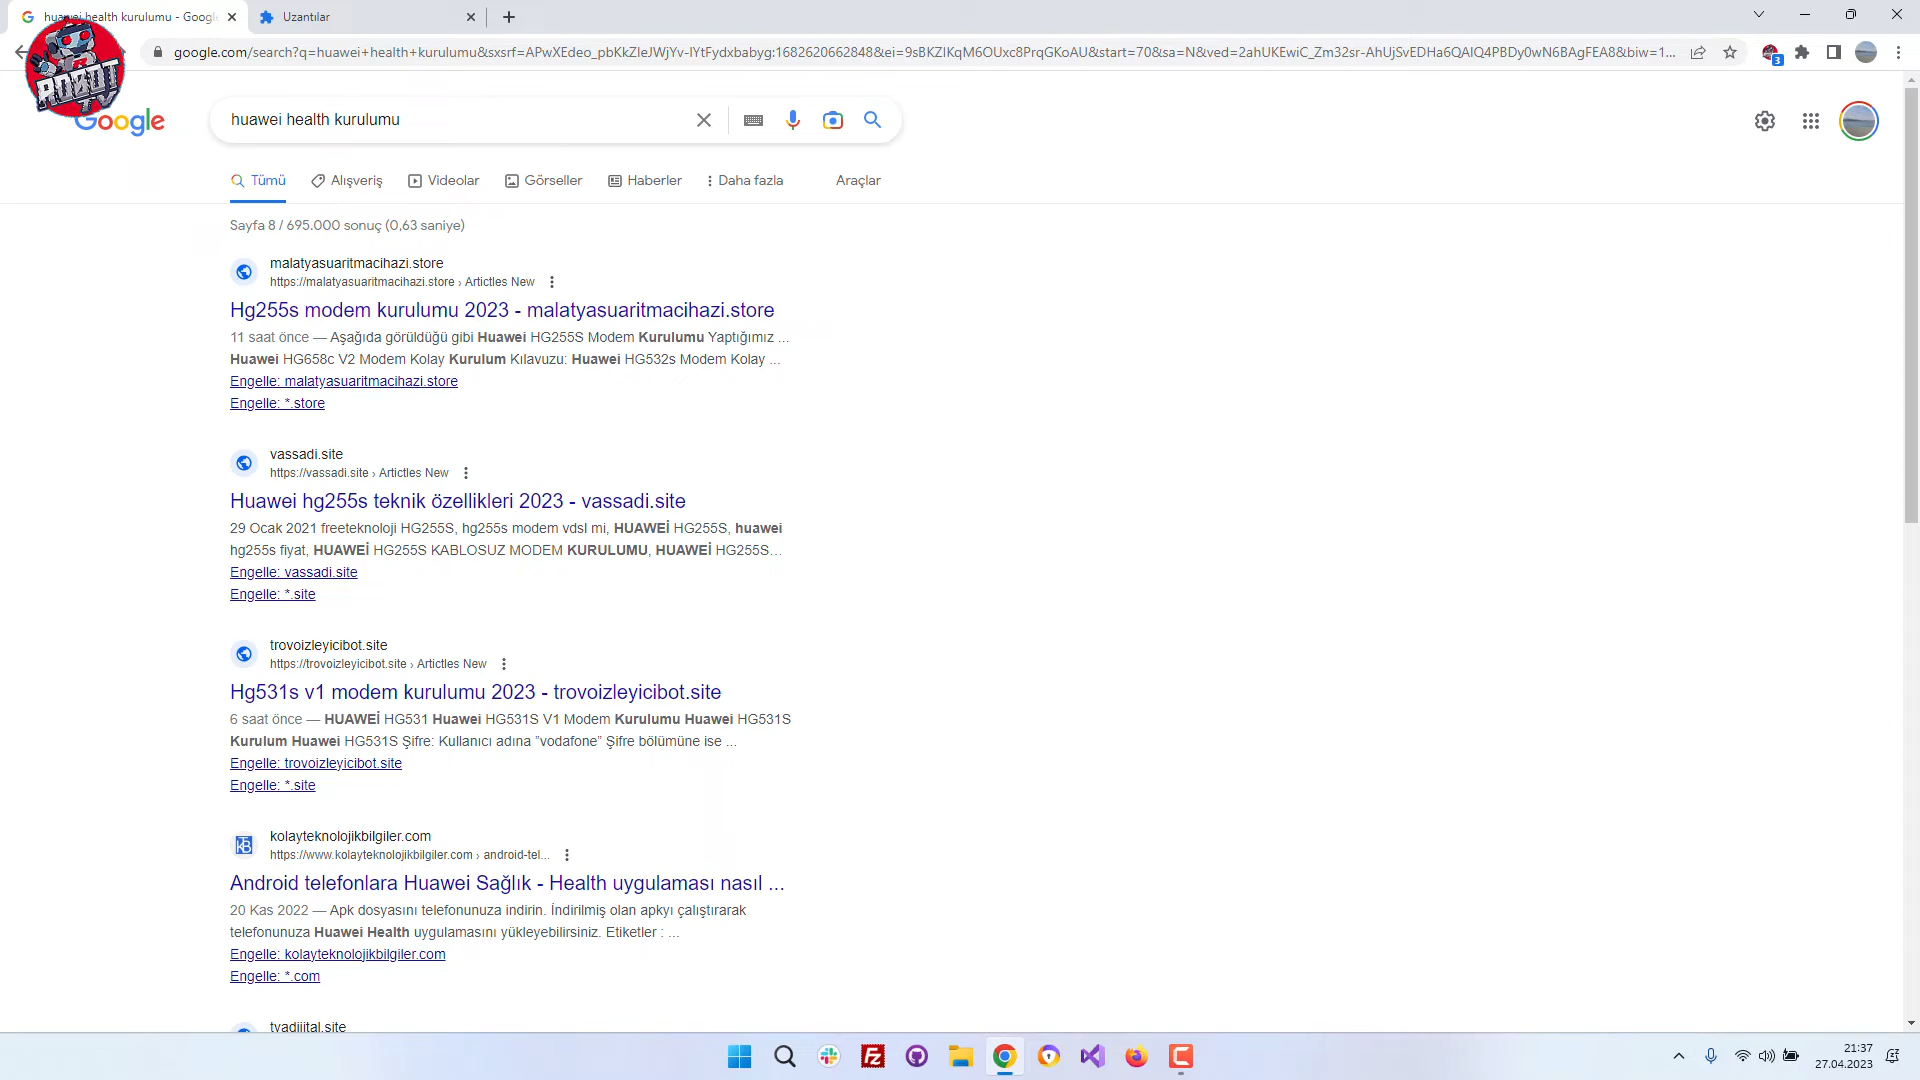 huawei health kurulumu - Google
Uzantılar
google.com/search?q=huawei+health+kurulumu&sxsrf=APwXEdeo_pbKkZleJWjYv-lYtFydxbabyg:1682620662848&ei=9sBKZIKqM6OUxc8PrqGKoAU&start=70&sa=N&ved=2ahUKEwiC_Zm32sr-AhUjSvEDHa6QAlQ4PBDy0wN6BAgFEA8&biw=1...
3
ROBOT
TV
Google
huawei health kurulumu
Tümü
Alışveriş
Videolar
Görseller
Haberler
Daha fazla
Araçlar
Sayfa 8 / 695.000 sonuç (0,63 saniye)
malatyasuaritmacihazi.store
https://malatyasuaritmacihazi.store › Artictles New
Hg255s modem kurulumu 2023 - malatyasuaritmacihazi.store
11 saat önce — Aşağıda görüldüğü gibi Huawei HG255S Modem Kurulumu Yaptığımız ...
Huawei HG658c V2 Modem Kolay Kurulum Kılavuzu: Huawei HG532s Modem Kolay ...
Engelle: malatyasuaritmacihazi.store
Engelle: *.store
vassadi.site
https://vassadi.site › Artictles New
Huawei hg255s teknik özellikleri 2023 - vassadi.site
29 Ocak 2021 freeteknoloji HG255S, hg255s modem vdsl mi, HUAWEİ HG255S, huawei
hg255s fiyat, HUAWEİ HG255S KABLOSUZ MODEM KURULUMU, HUAWEİ HG255S...
Engelle: vassadi.site
Engelle: *.site
trovoizleyicibot.site
https://trovoizleyicibot.site › Artictles New
Hg531s v1 modem kurulumu 2023 - trovoizleyicibot.site
6 saat önce — HUAWEİ HG531 Huawei HG531S V1 Modem Kurulumu Huawei HG531S
Kurulum Huawei HG531S Şifre: Kullanıcı adına ”vodafone” Şifre bölümüne ise ...
Engelle: trovoizleyicibot.site
Engelle: *.site
kolayteknolojikbilgiler.com
https://www.kolayteknolojikbilgiler.com › android-tel...
Android telefonlara Huawei Sağlık - Health uygulaması nasıl ...
20 Kas 2022 — Apk dosyasını telefonunuza indirin. İndirilmiş olan apkyı çalıştırarak
telefonunuza Huawei Health uygulamasını yükleyebilirsiniz. Etiketler : ...
Engelle: kolayteknolojikbilgiler.com
Engelle: *.com
tvadijital.site
21:37
27.04.2023